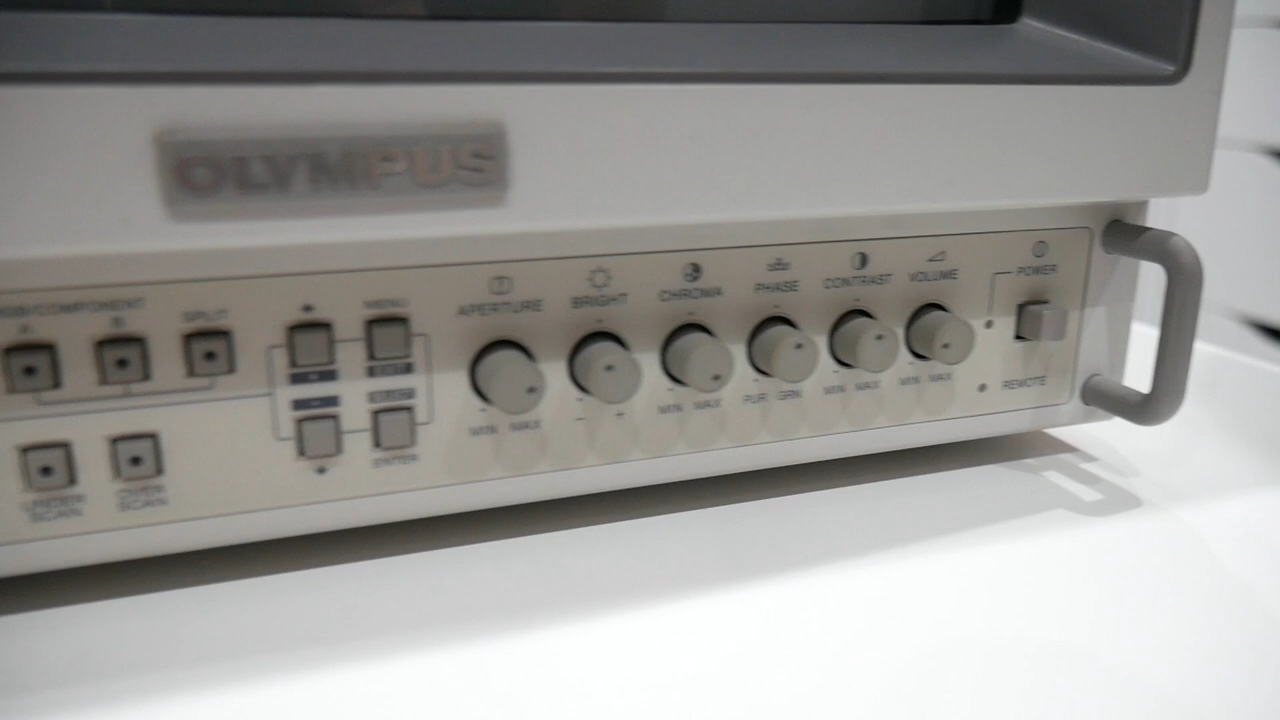 OLYMPUS
RGB/COMPONENT
A
B
SPLIT
MENU
EXIT
ENTER
UNDER
SCAN
OVER
SCAN
APERTURE
MIN MAX
BRIGHT
- +
CHROMA
MIN MAX
PHASE
PUR GRN
CONTRAST
MIN MAX
VOLUME
MIN MAX
POWER
REMOTE